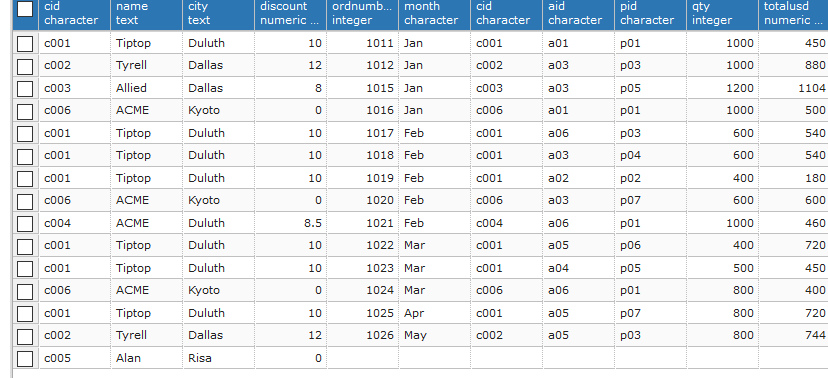 cid name city discount ordnumb... month cid aid pid qty totalusd
character text text numeric ... integer character character character character integer numeric ...
c001 Tiptop Duluth 10 1011 Jan c001 a01 p01 1000 450
c002 Tyrell Dallas 12 1012 Jan c002 a03 p03 1000 880
c003 Allied Dallas 8 1015 Jan c003 a03 p05 1200 1104
c006 ACME Kyoto 0 1016 Jan c006 a01 p01 1000 500
c001 Tiptop Duluth 10 1017 Feb c001 a06 p03 600 540
c001 Tiptop Duluth 10 1018 Feb c001 a03 p04 600 540
c001 Tiptop Duluth 10 1019 Feb c001 a02 p02 400 180
c006 ACME Kyoto 0 1020 Feb c006 a03 p07 600 600
c004 ACME Duluth 8.5 1021 Feb c004 a06 p01 1000 460
c001 Tiptop Duluth 10 1022 Mar c001 a05 p06 400 720
c001 Tiptop Duluth 10 1023 Mar c001 a04 p05 500 450
c006 ACME Kyoto 0 1024 Mar c006 a06 p01 800 400
c001 Tiptop Duluth 10 1025 Apr c001 a05 p07 800 720
c002 Tyrell Dallas 12 1026 May c002 a05 p03 800 744
c005 Alan Risa 0